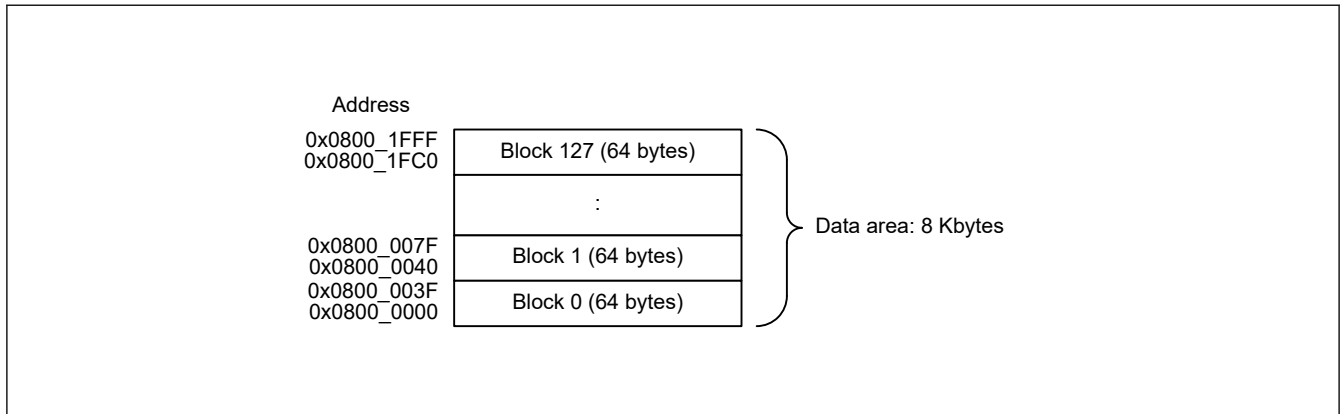 Address
0x0800_1FFF
0x0800_1FC0
Block 127 (64 bytes)
:
0x0800_007F
0x0800_0040
Block 1 (64 bytes)
0x0800_003F
0x0800_0000
Block 0 (64 bytes)
Data area: 8 Kbytes